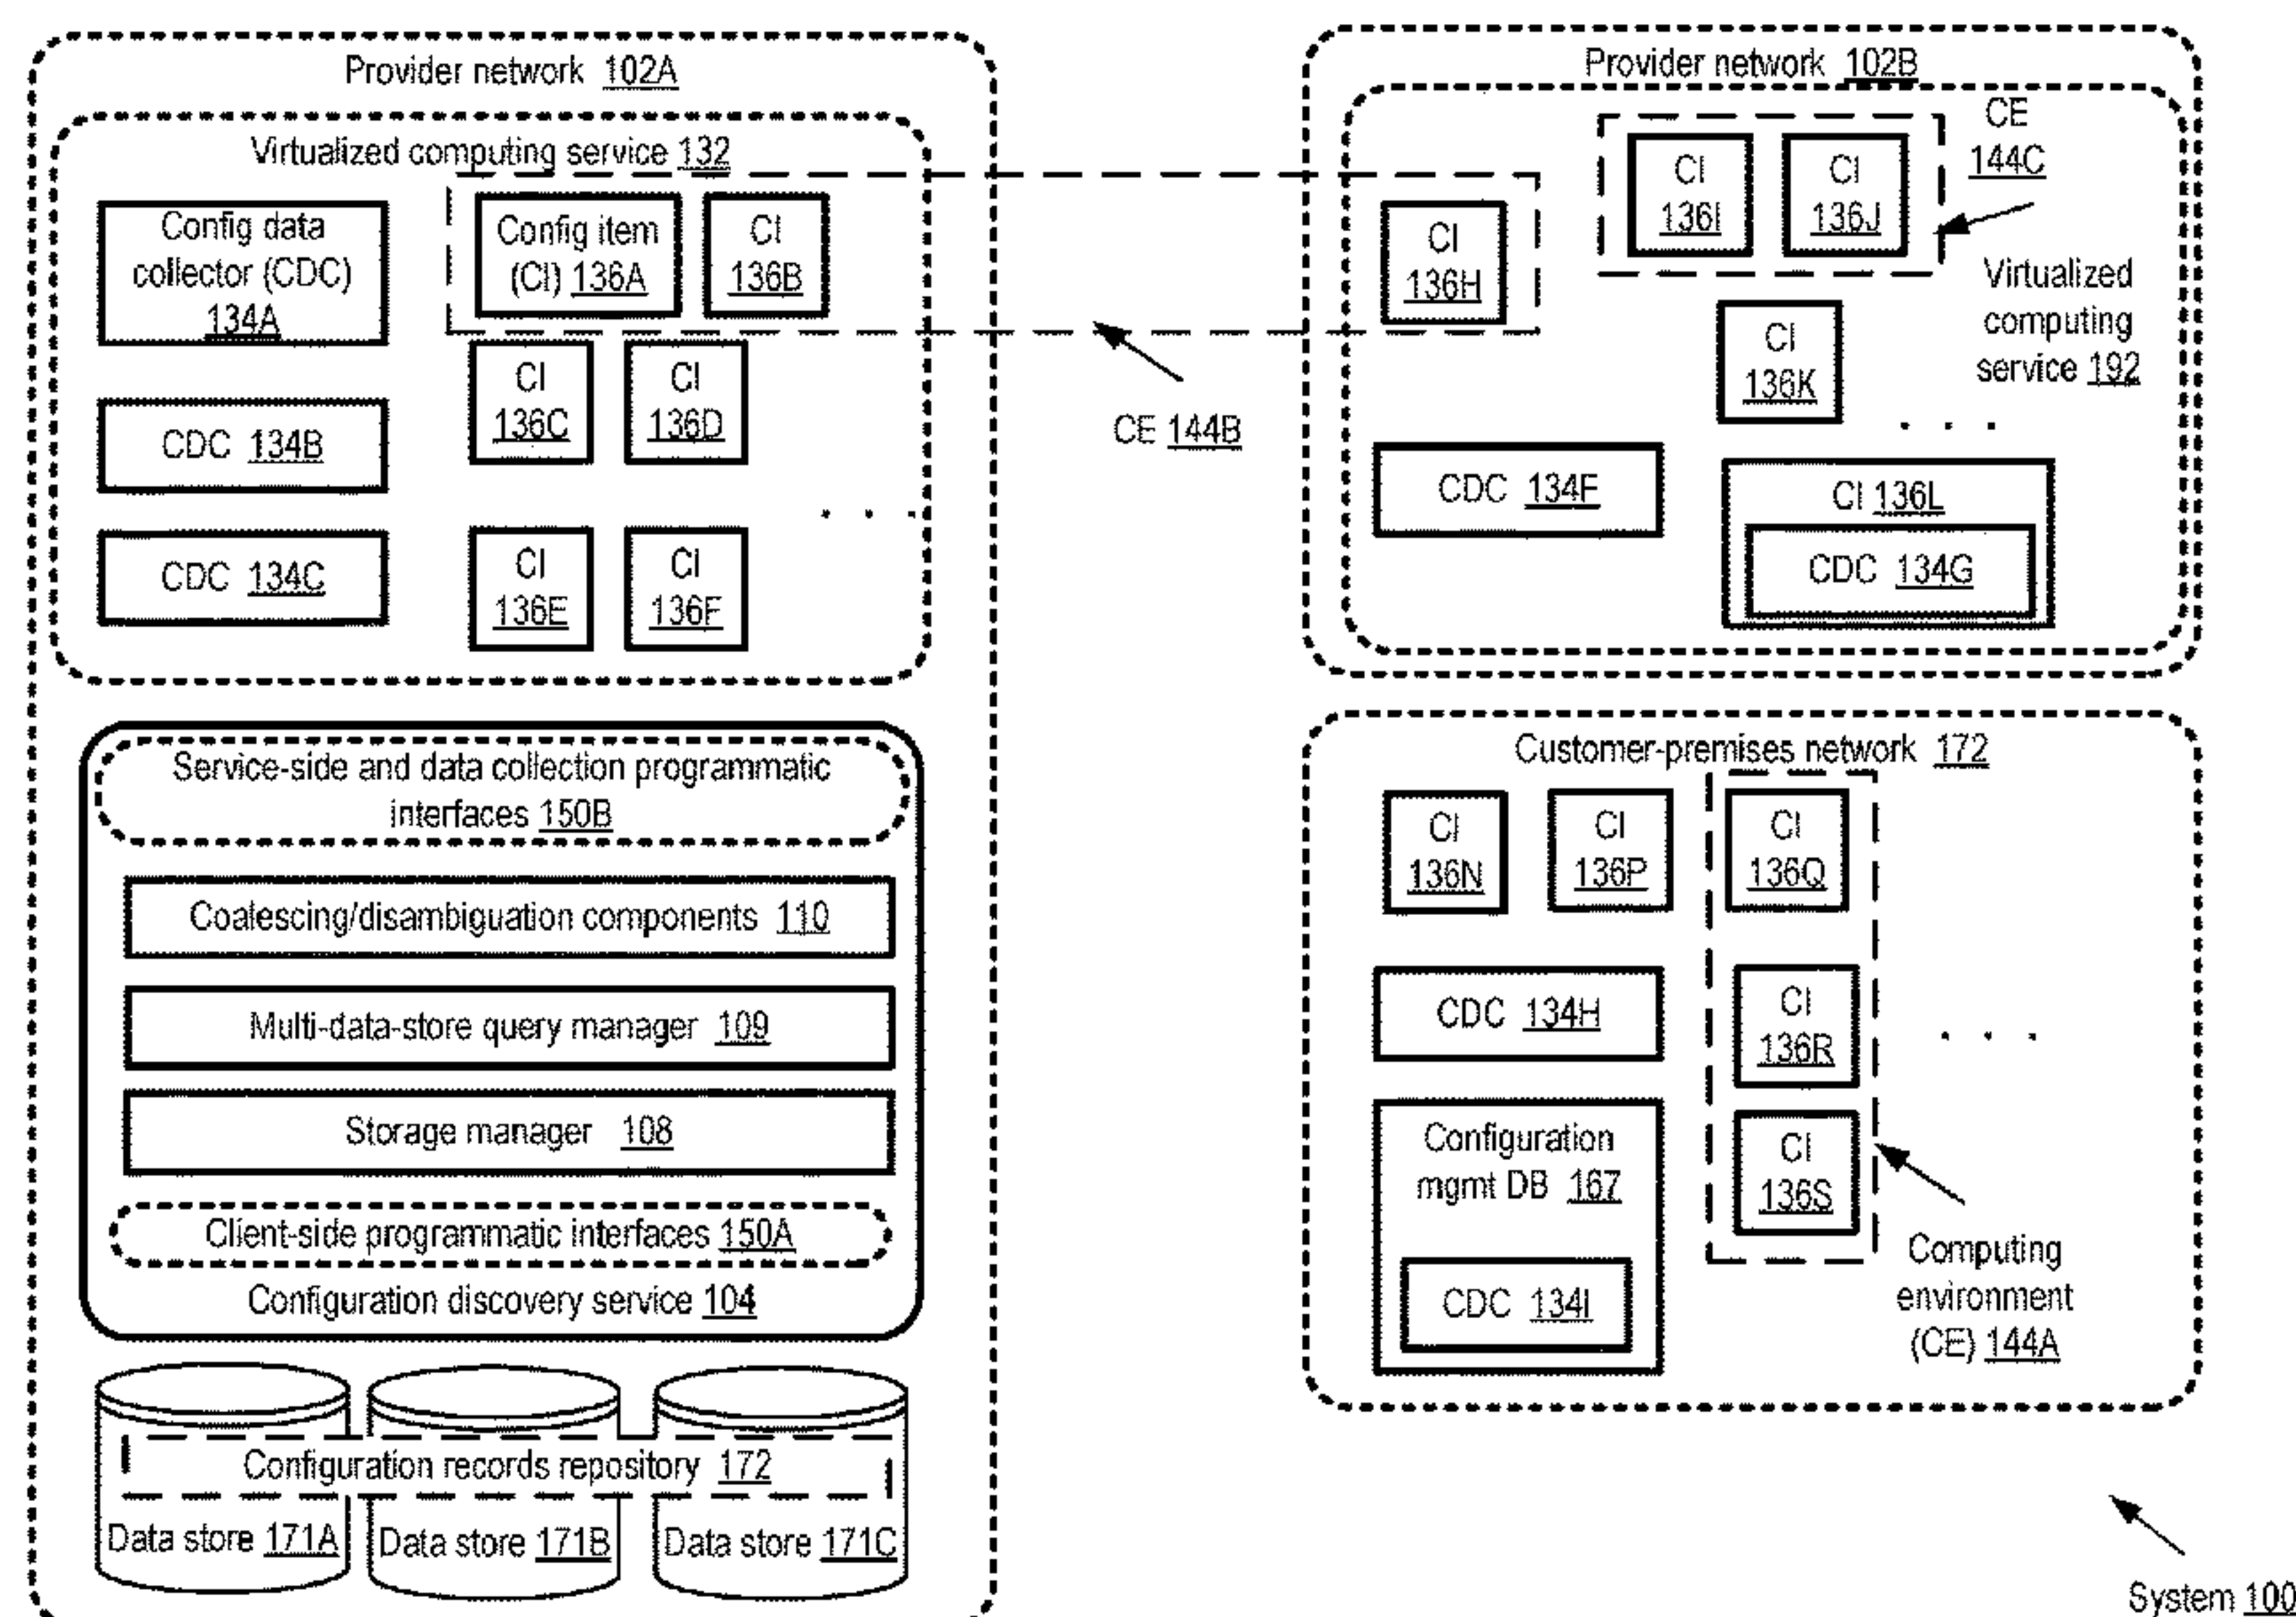 Provider network 102A
Virtualized computing service 132
Config data
collector (CDC)
134A
Config item
(CI) 136A
CI
136B
CI
136C
CI
136D
CDC 134B
CDC 134C
CI
136E
CI
136F
. . .
Service-side and data collection programmatic
interfaces 150B
Coalescing/disambiguation components 110
Multi-data-store query manager 109
Storage manager 108
Client-side programmatic interfaces 150A
Configuration discovery service 104
Configuration records repository 172
Data store 171A
Data store 171B
Data store 171C
CE 144B
Provider network 102B
CI
136H
CI
136I
CI
136J
CE
144C
Virtualized
computing
service 192
CI
136K
. . .
CDC 134F
CI 136L
CDC 134G
Customer-premises network 172
CI
136N
CI
136P
CI
136Q
CDC 134H
CI
136R
. . .
Configuration
mgmt DB 167
CDC 134I
CI
136S
Computing
environment
(CE) 144A
System 100